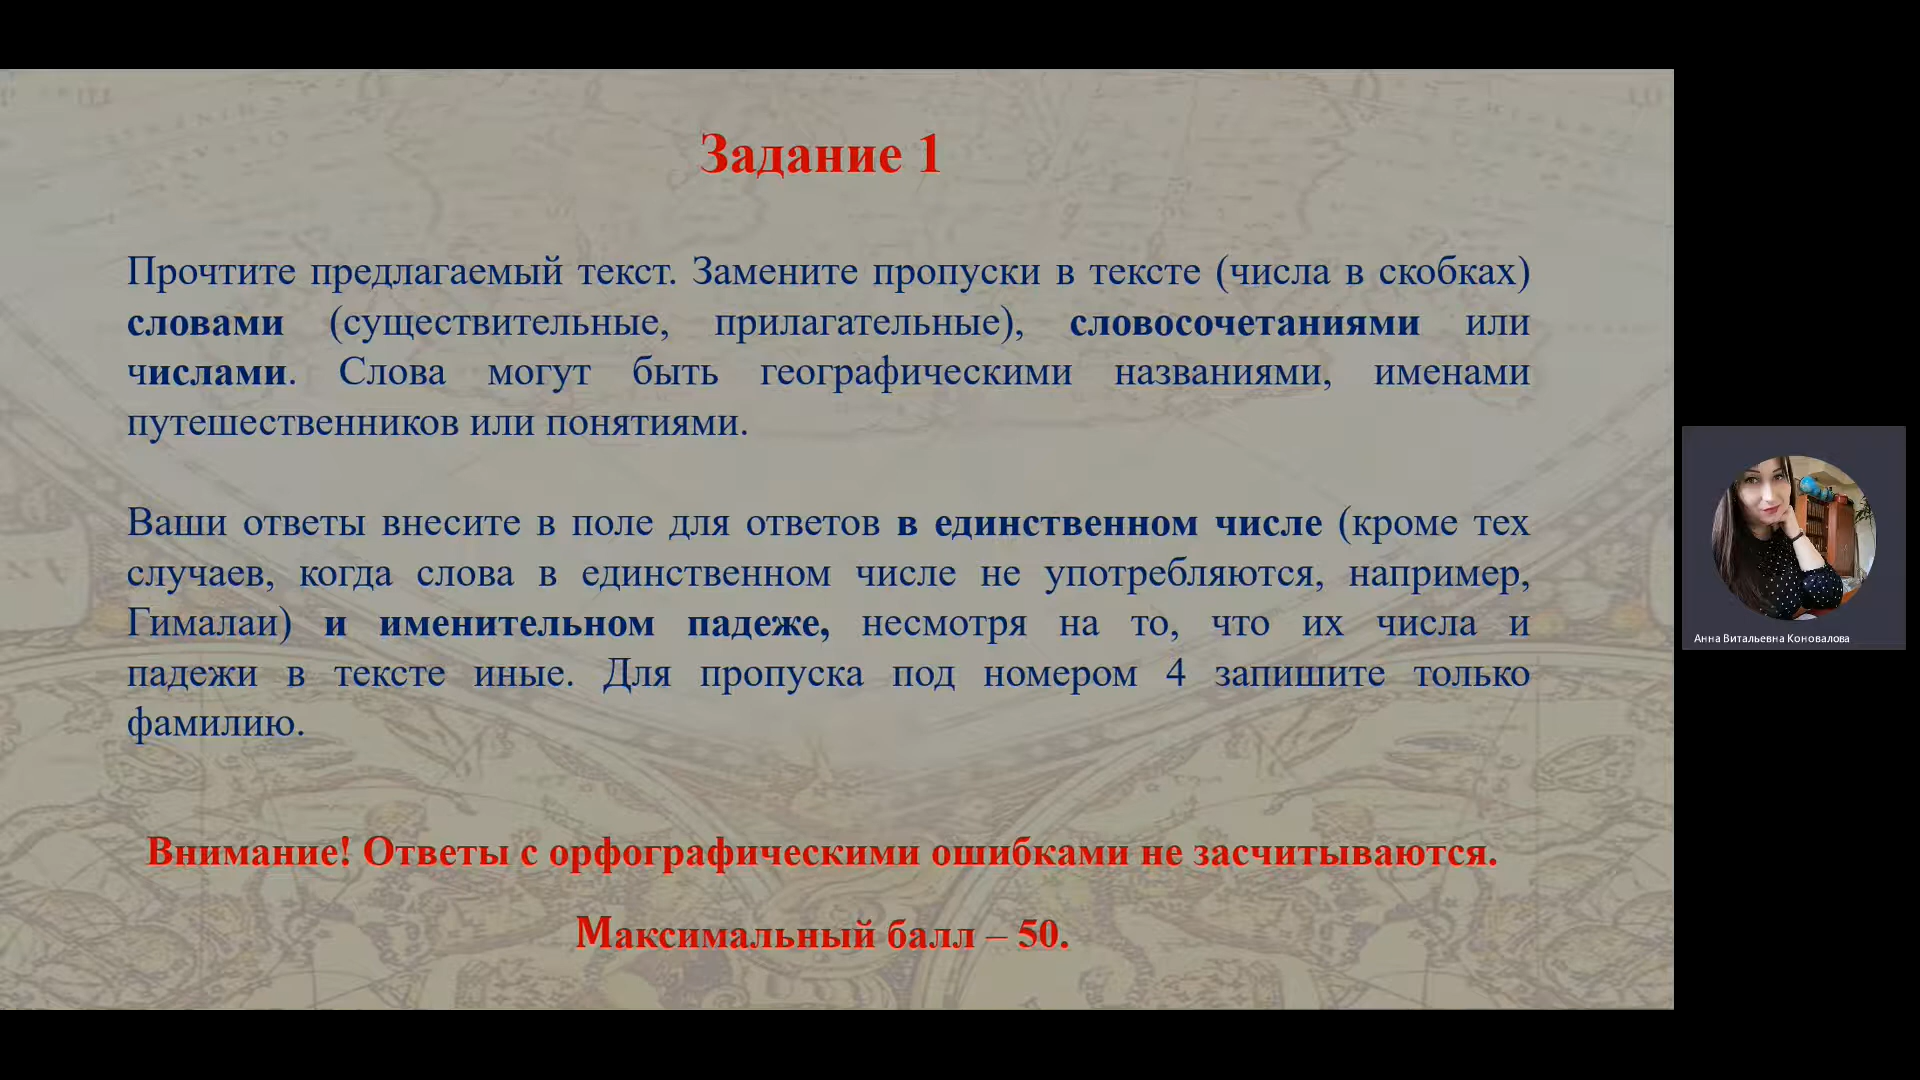 Задание 1
Прочтите предлагаемый текст. Замените пропуски в тексте (числа в скобках)
словами (существительные, прилагательные), словосочетаниями или
числами. Слова могут быть географическими названиями, именами
путешественников или понятиями.
Ваши ответы внесите в поле для ответов в единственном числе (кроме тех
случаев, когда слова в единственном числе не употребляются, например,
Гималаи) и именительном падеже, несмотря на то, что их числа и
падежи в тексте иные. Для пропуска под номером 4 запишите только
фамилию.
Внимание! Ответы с орфографическими ошибками не засчитываются.
Максимальный балл – 50.
Анна Витальевна Коновалова